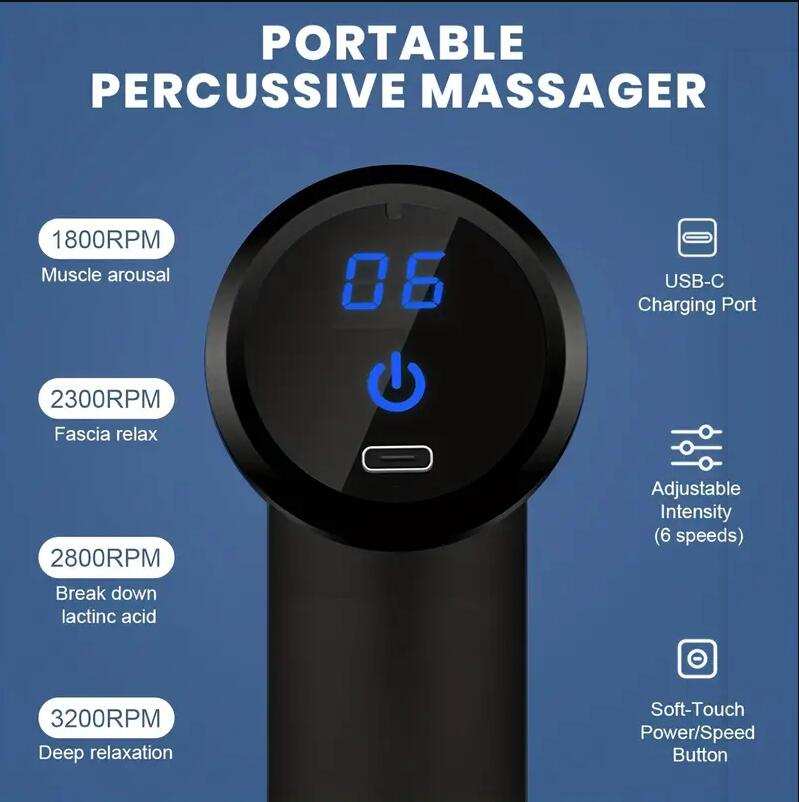 PORTABLE
PERCUSSIVE MASSAGER
1800RPM
Muscle arousal
2300RPM
Fascia relax
2800RPM
Break down
lactinc acid
3200RPM
Deep relaxation
06
USB-C
Charging Port
Adjustable
Intensity
(6 speeds)
Soft-Touch
Power/Speed
Button